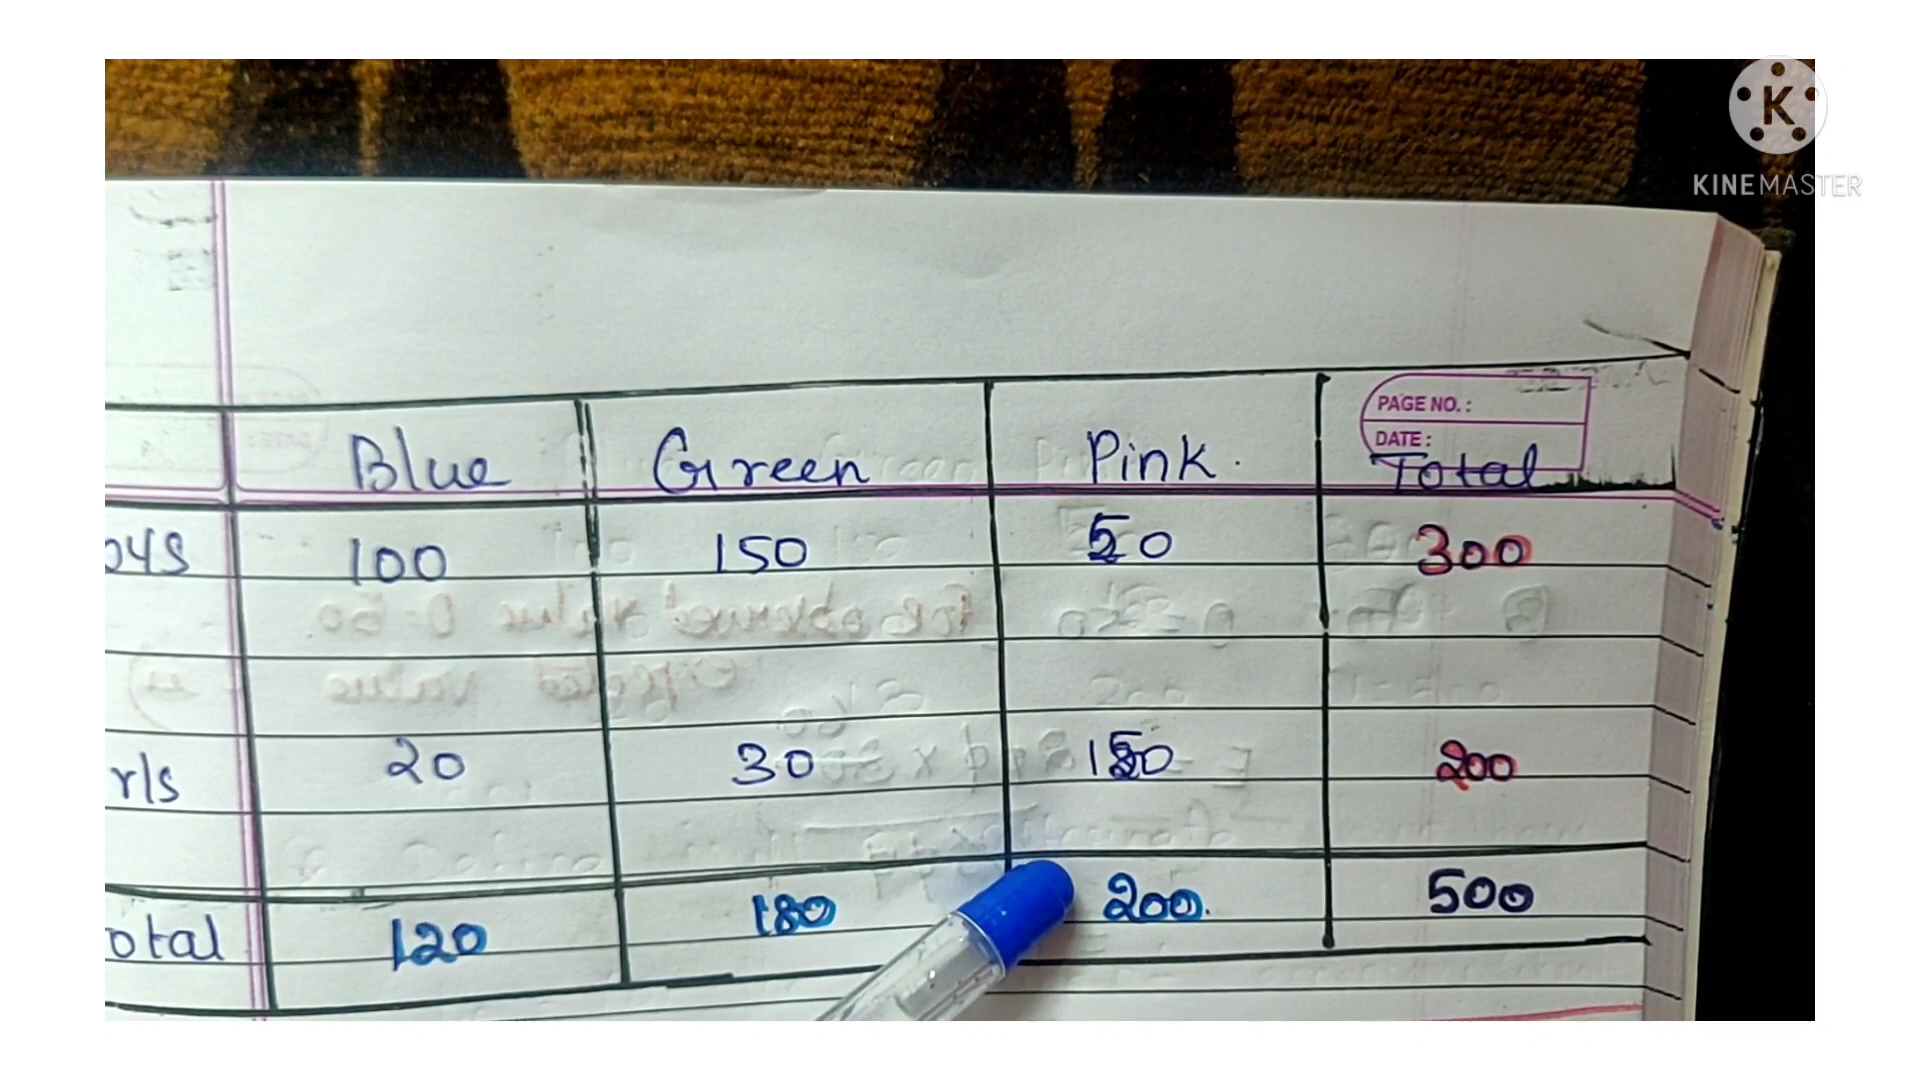 KINEMASTER
PAGE NO. :
DATE :
Blue Green Pink Total
oys 100 150 50 300
rls 20 30 150 200
otal 120 180 200 500